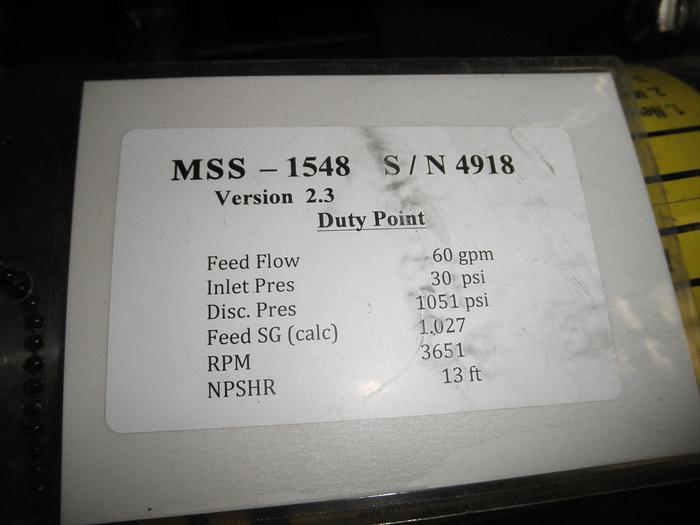 MSS – 1548 S / N 4918
Version 2.3
Duty Point
Feed Flow 60 gpm
Inlet Pres 30 psi
Disc. Pres 1051 psi
Feed SG (calc) 1.027
RPM 3651
NPSHR 13 ft